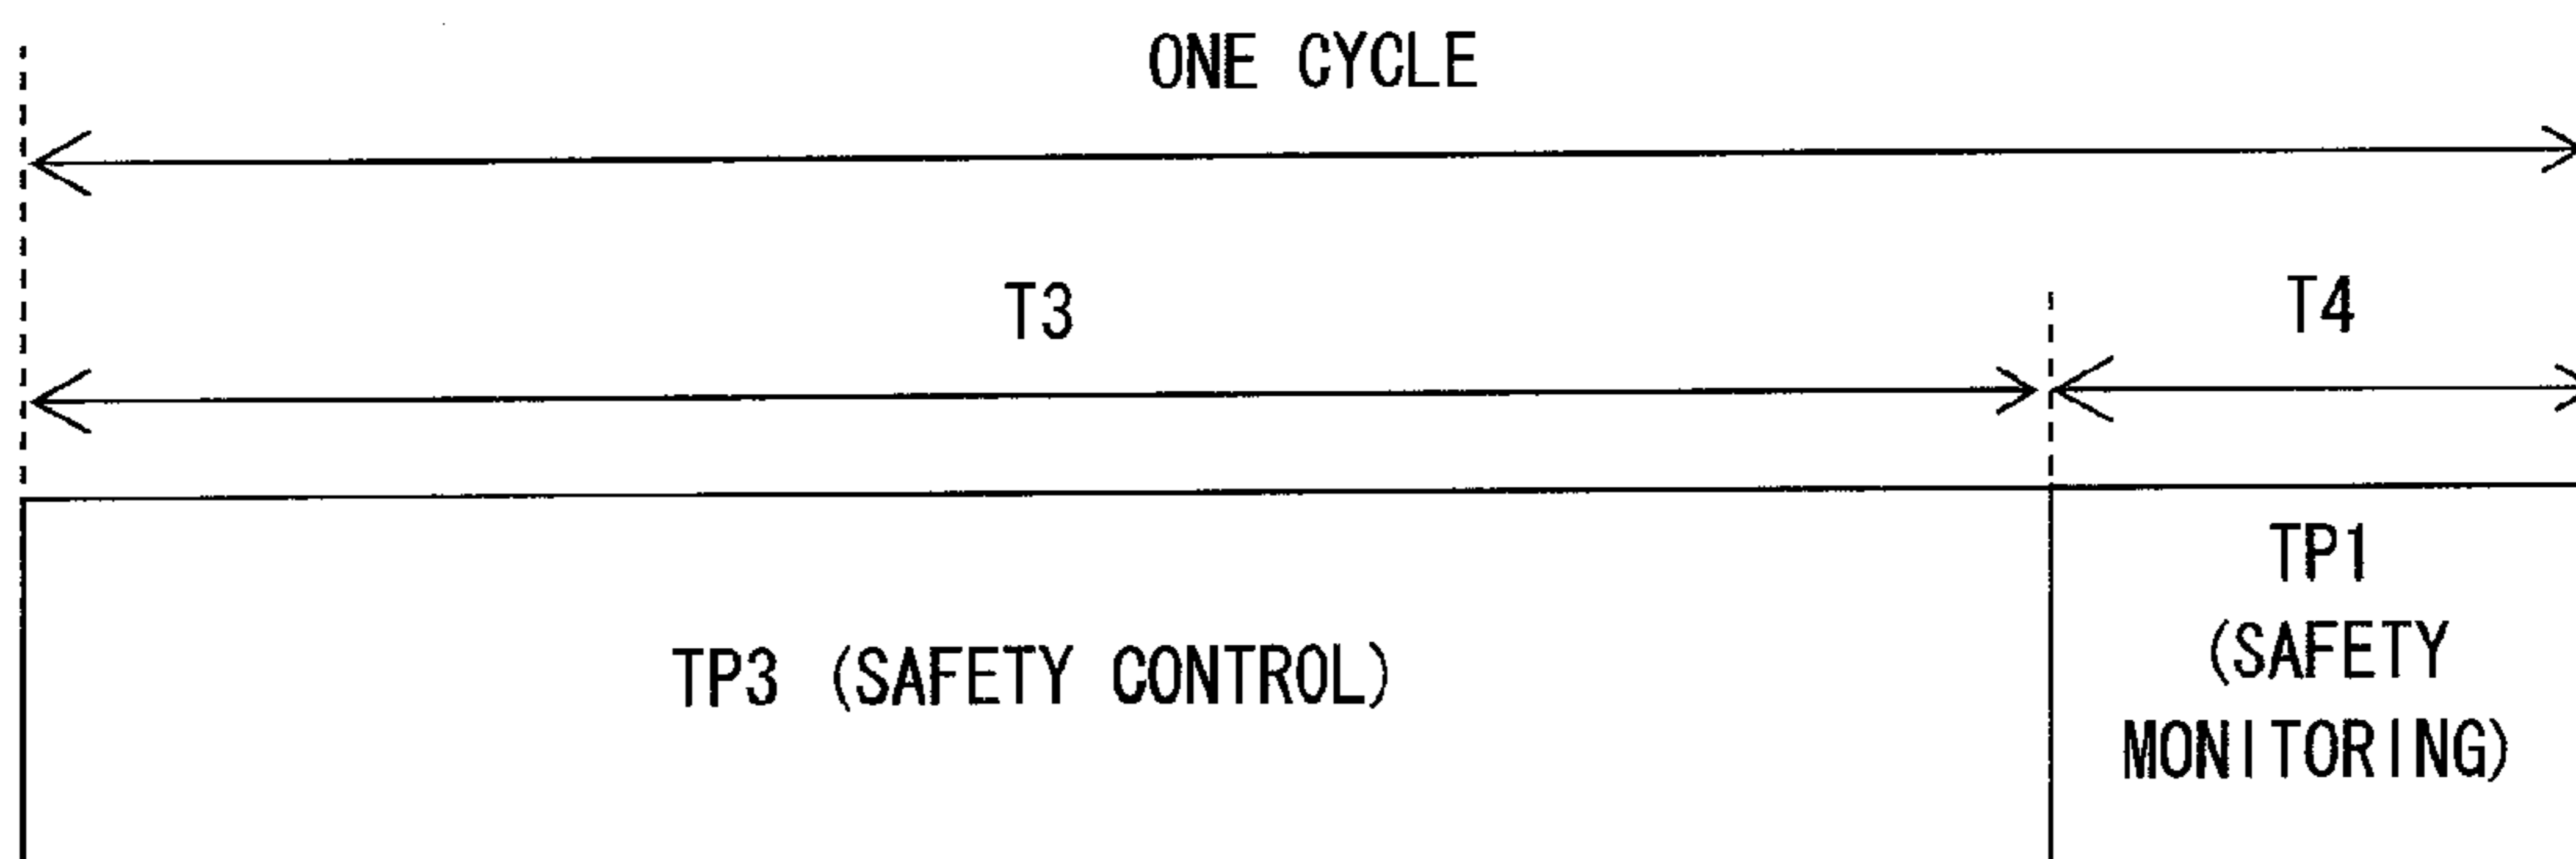 ONE CYCLE
T3
T4
TP3 (SAFETY CONTROL)
TP1
(SAFETY
MONITORING)